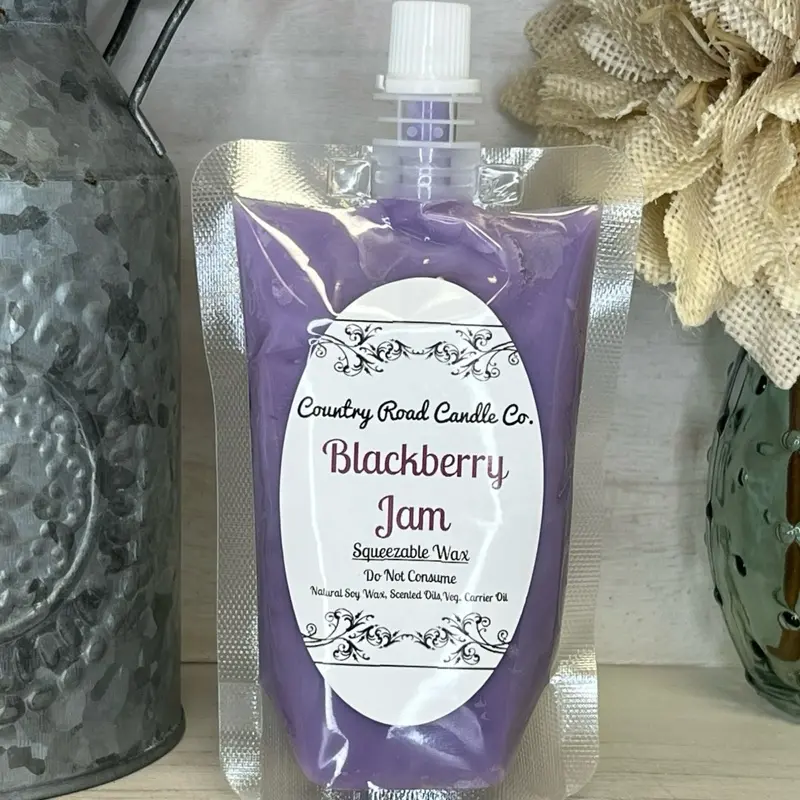 Country Road Candle Co.
Blackberry
Jam
Squeezable Wax
Do Not Consume
Natural Soy Wax, Scented Oils, Veg. Carrier Oil